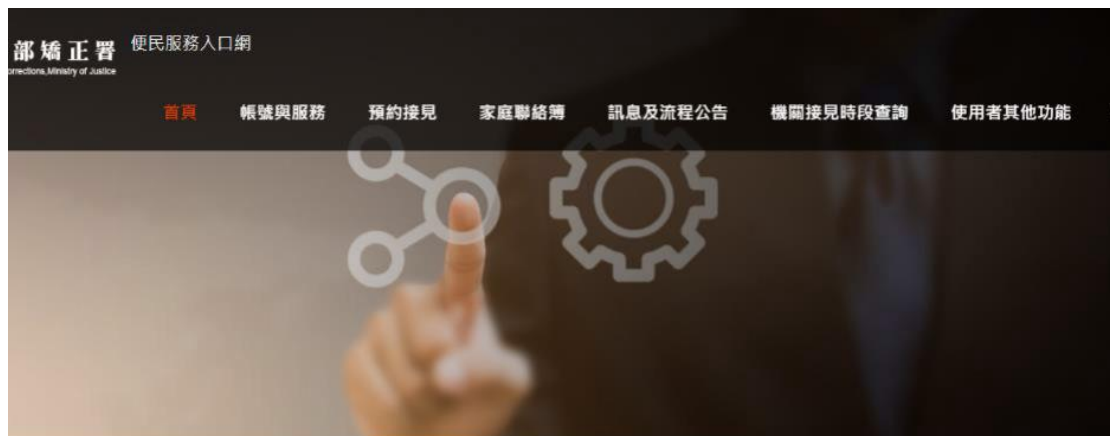 部矯正署
便民服務入口網
orrections,Ministry of Justice
首頁 帳號與服務 預約接見 家庭聯絡簿 訊息及流程公告 機關接見時段查詢 使用者其他功能